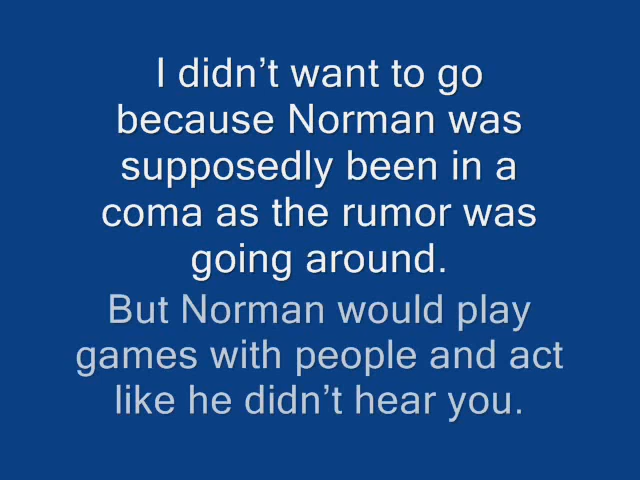 I didn’t want to go
because Norman was
supposedly been in a
coma as the rumor was
going around.
But Norman would play
games with people and act
like he didn’t hear you.